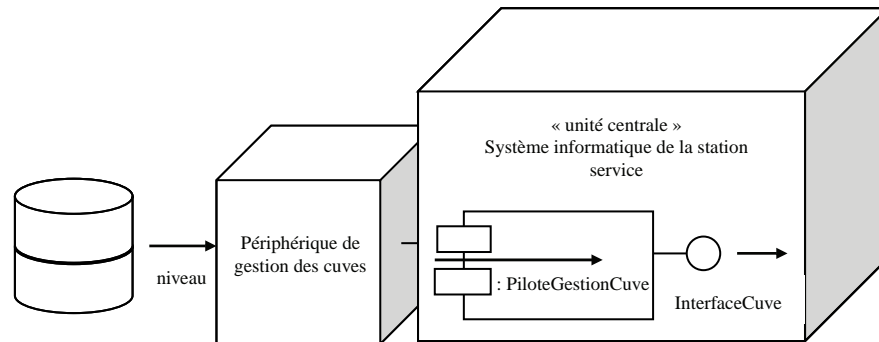 « unité centrale »
Système informatique de la station
service
Périphérique de
gestion des cuves
niveau
: PiloteGestionCuve
InterfaceCuve